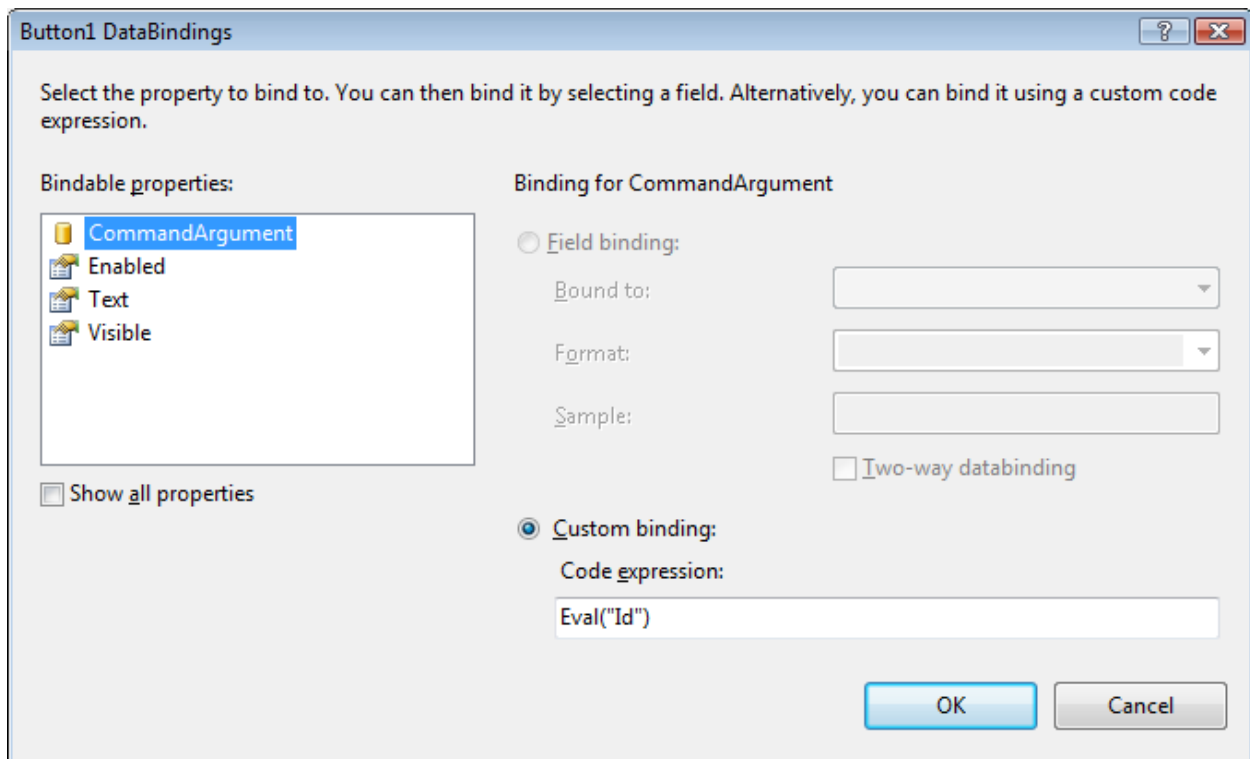 Button1 DataBindings
Select the property to bind to. You can then bind it by selecting a field. Alternatively, you can bind it using a custom code
expression.
Bindable properties:
CommandArgument
Enabled
Text
Visible
Show all properties
Binding for CommandArgument
Field binding:
Bound to:
Format:
Sample:
Two-way databinding
Custom binding:
Code expression:
Eval("Id")
OK
Cancel